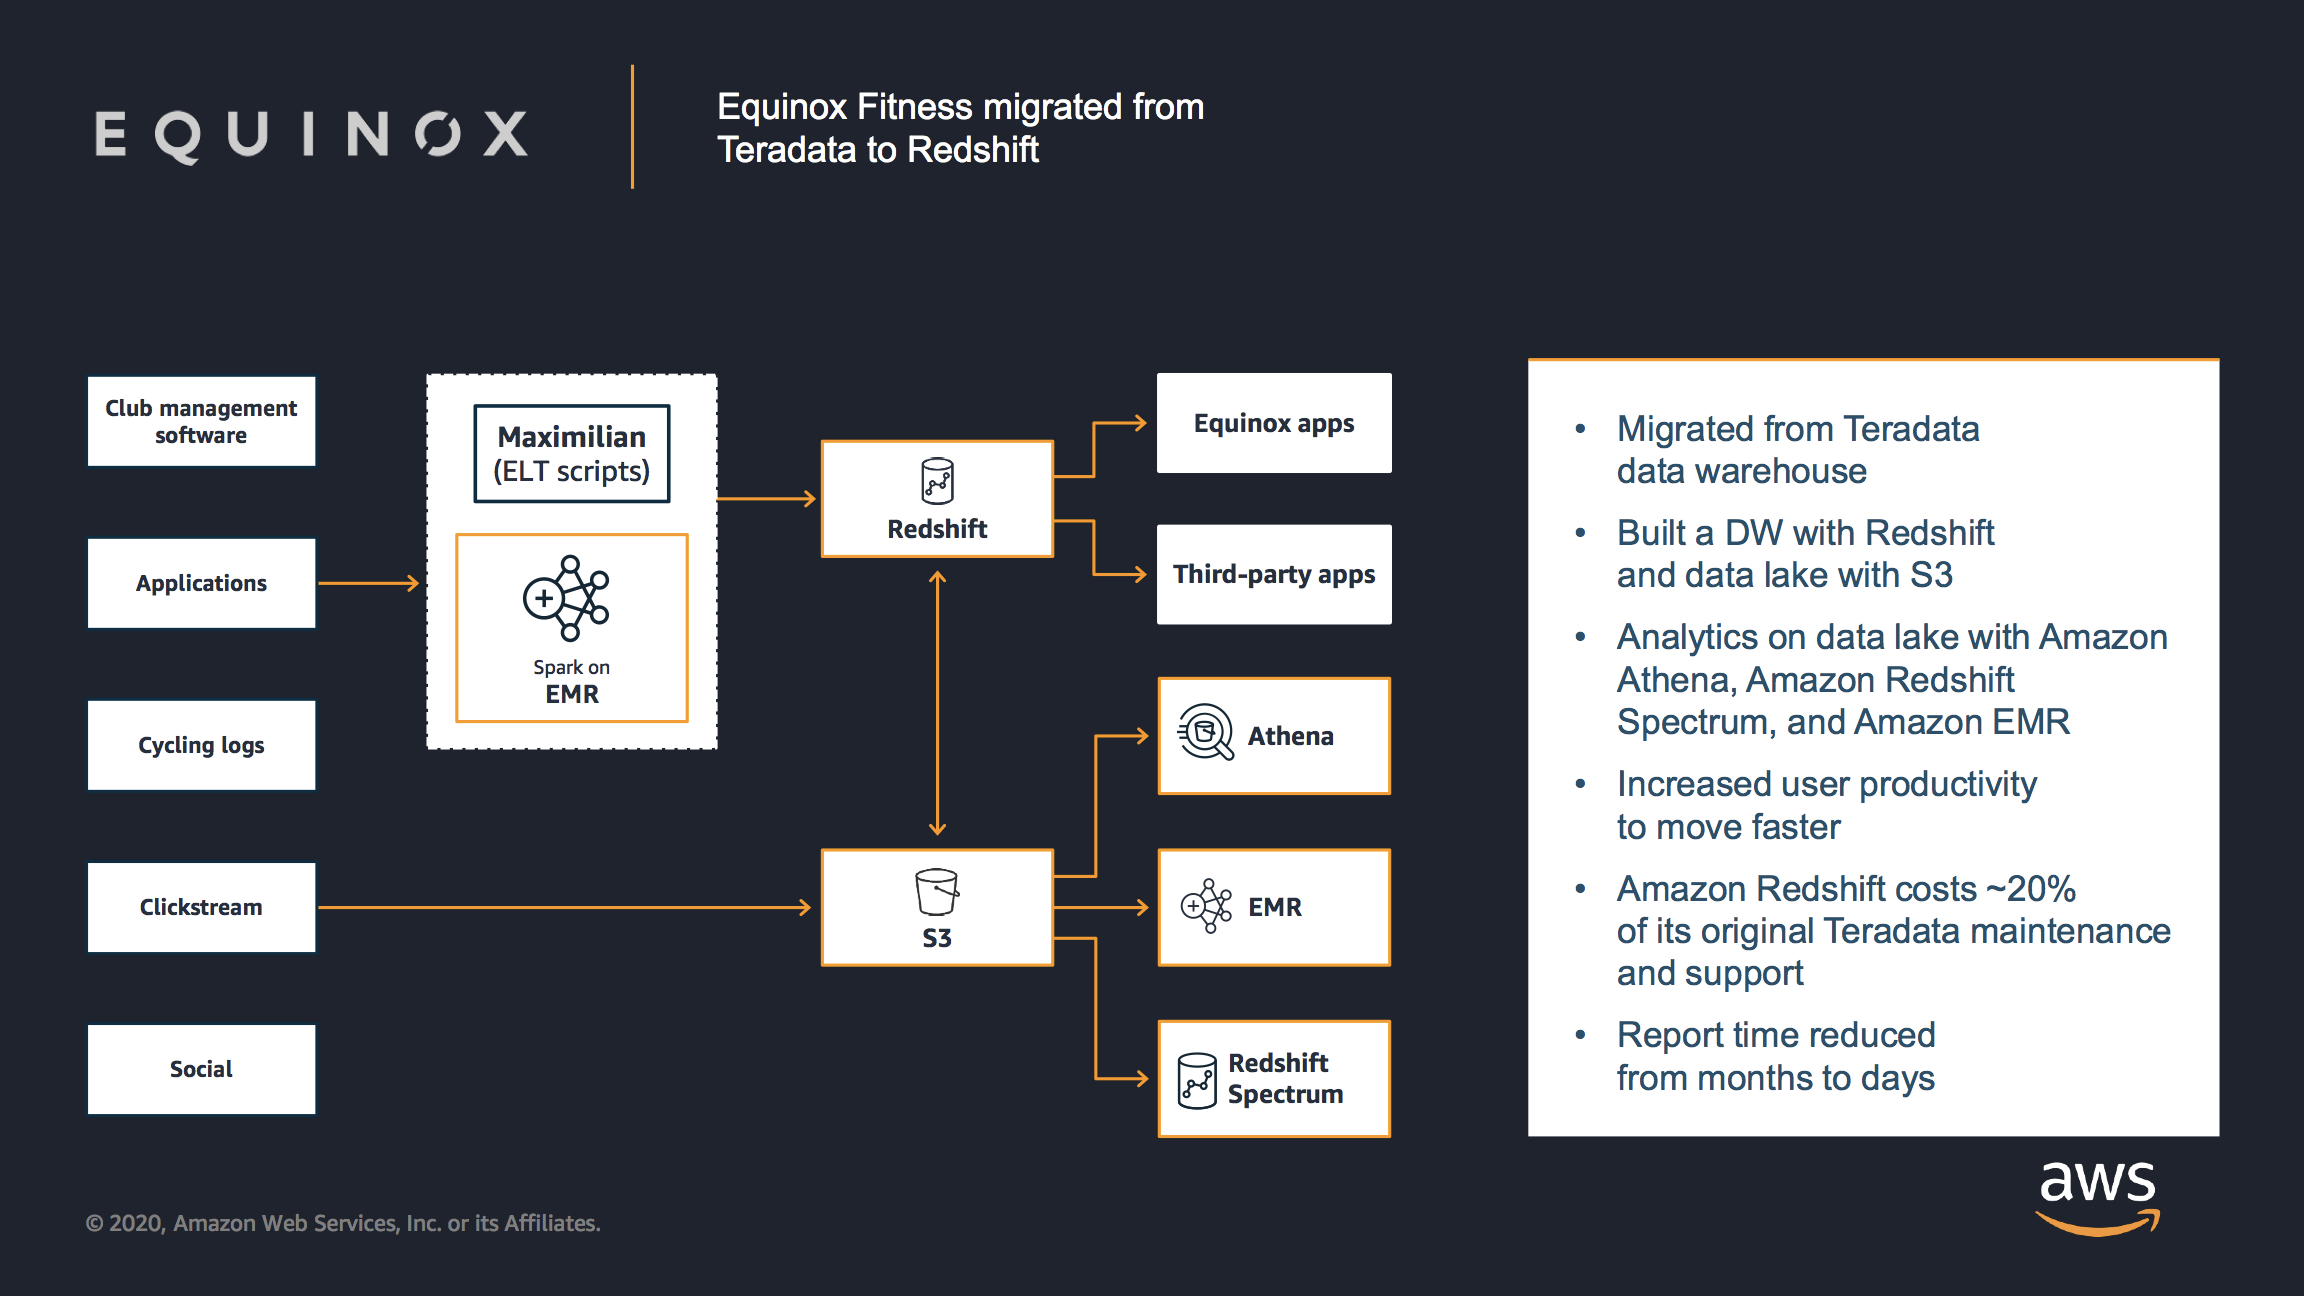 EQUINOX
Equinox Fitness migrated from
Teradata to Redshift
Club management
software
Applications
Cycling logs
Clickstream
Social
Maximilian
(ELT scripts)
Spark on
EMR
Redshift
S3
Equinox apps
Third-party apps
Athena
EMR
Redshift
Spectrum
• Migrated from Teradata
data warehouse
• Built a DW with Redshift
and data lake with S3
• Analytics on data lake with Amazon
Athena, Amazon Redshift
Spectrum, and Amazon EMR
• Increased user productivity
to move faster
• Amazon Redshift costs ~20%
of its original Teradata maintenance
and support
• Report time reduced
from months to days
© 2020, Amazon Web Services, Inc. or its Affiliates.
aws